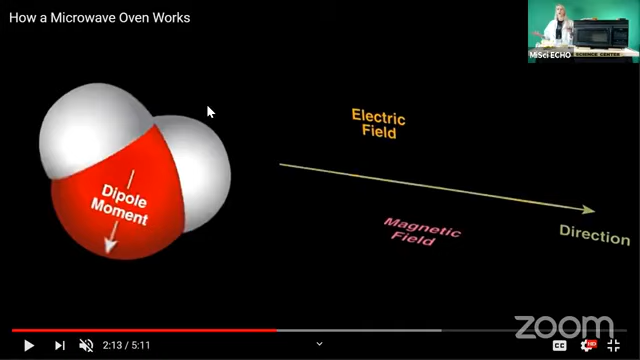 How a Microwave Oven Works
MiSci ECHO
SCIENCE CENTER
Electric
Field
Dipole
Moment
Magnetic
Field
Direction
zoom
2:13 / 5:11
CC
HD